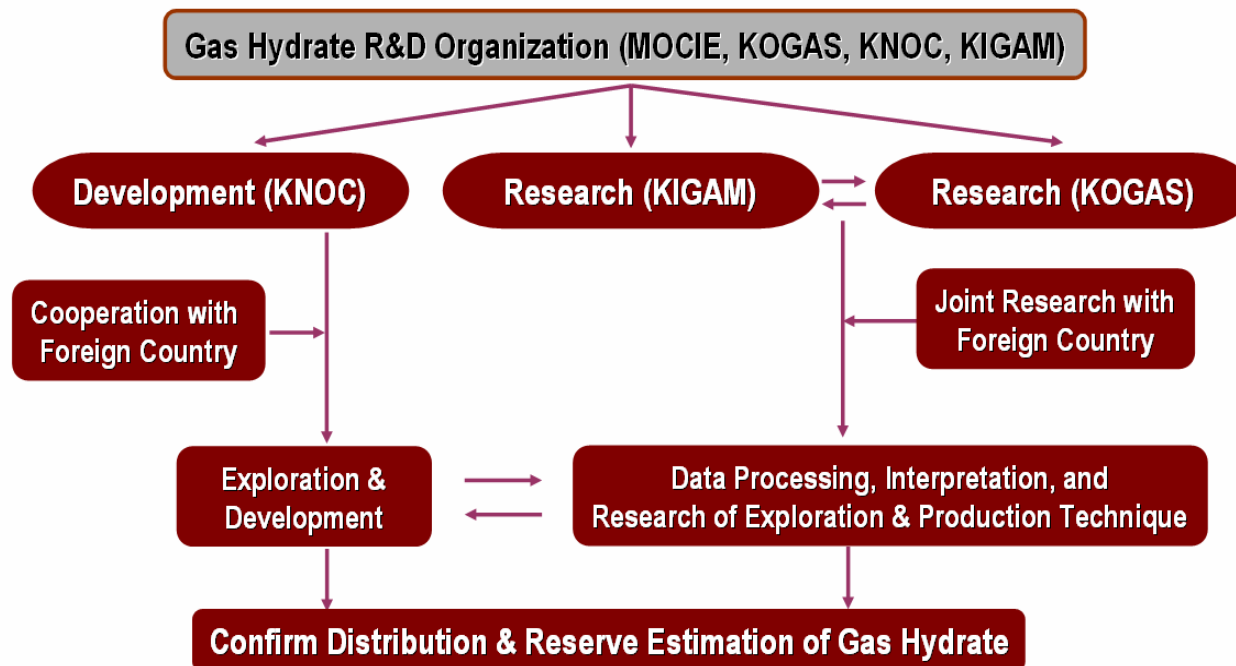 Gas Hydrate R&D Organization (MOCIE, KOGAS, KNOC, KIGAM)
Development (KNOC)
Research (KIGAM)
Research (KOGAS)
Cooperation with
Foreign Country
Joint Research with
Foreign Country
Exploration &
Development
Data Processing, Interpretation, and
Research of Exploration & Production Technique
Confirm Distribution & Reserve Estimation of Gas Hydrate